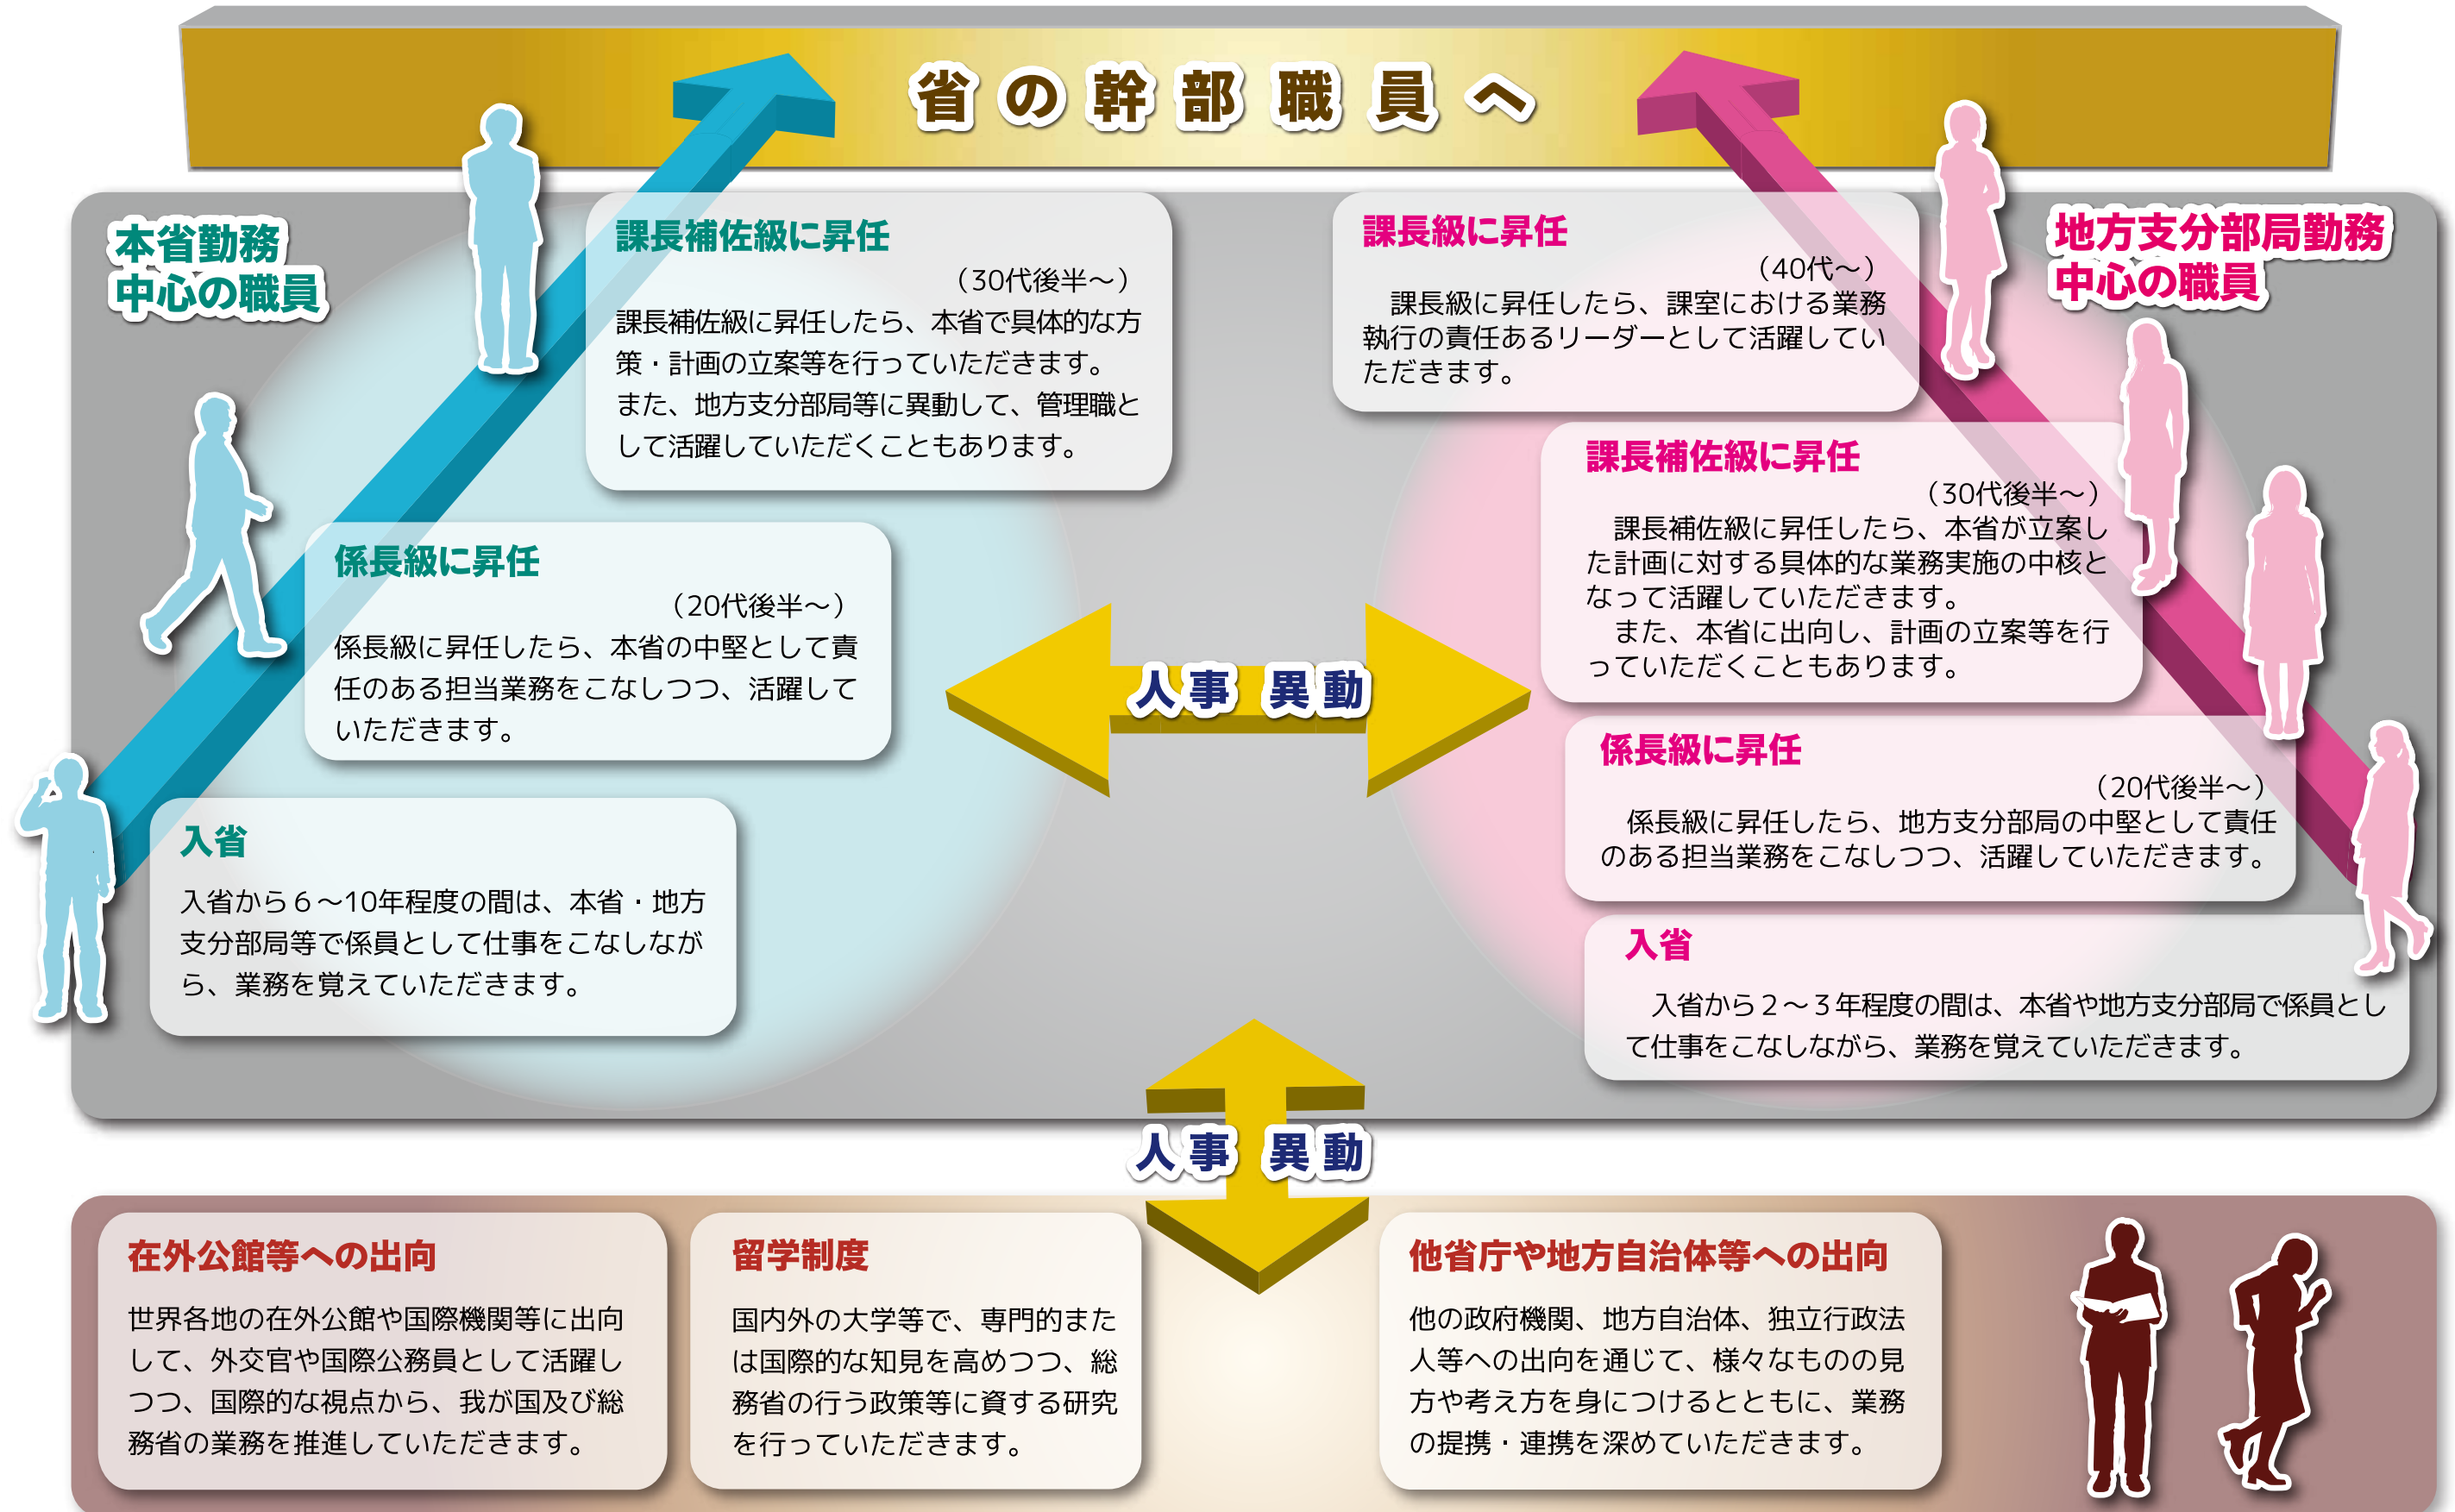 省の幹部職員へ
本省勤務
中心の職員
課長補佐級に昇任
（30代後半～）
課長補佐級に昇任したら、本省で具体的な方
策・計画の立案等を行っていただきます。
また、地方支分部局等に異動して、管理職と
して活躍していただくこともあります。
係長級に昇任
（20代後半～）
係長級に昇任したら、本省の中堅として責
任のある担当業務をこなしつつ、活躍して
いただきます。
入省
入省から６～10年程度の間は、本省・地方
支分部局等で係員として仕事をこなしなが
ら、業務を覚えていただきます。
人事 異動
地方支分部局勤務
中心の職員
課長級に昇任
（40代～）
課長級に昇任したら、課室における業務
執行の責任あるリーダーとして活躍してい
ただきます。
課長補佐級に昇任
（30代後半～）
課長補佐級に昇任したら、本省が立案し
た計画に対する具体的な業務実施の中核と
なって活躍していただきます。
また、本省に出向し、計画の立案等を行
っていただくこともあります。
係長級に昇任
（20代後半～）
係長級に昇任したら、地方支分部局の中堅として責任
のある担当業務をこなしつつ、活躍していただきます。
入省
入省から２～３年程度の間は、本省や地方支分部局で係員とし
て仕事をこなしながら、業務を覚えていただきます。
人事 異動
在外公館等への出向
世界各地の在外公館や国際機関等に出向
して、外交官や国際公務員として活躍し
つつ、国際的な視点から、我が国及び総
務省の業務を推進していただきます。
留学制度
国内外の大学等で、専門的また
は国際的な知見を高めつつ、総
務省の行う政策等に資する研究
を行っていただきます。
他省庁や地方自治体等への出向
他の政府機関、地方自治体、独立行政法
人等への出向を通じて、様々なものの見
方や考え方を身につけるとともに、業務
の提携・連携を深めていただきます。